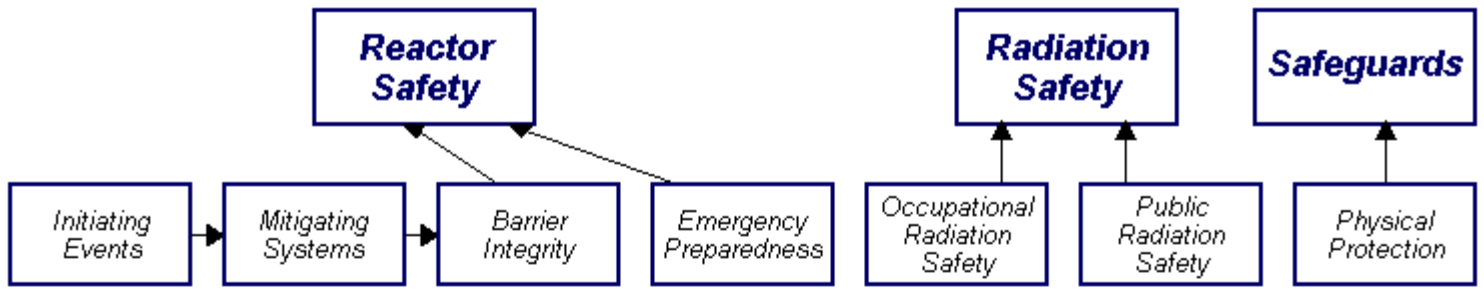 Reactor
Safety
Radiation
Safety
Safeguards
Initiating
Events
Mitigating
Systems
Barrier
Integrity
Emergency
Preparedness
Occupational
Radiation
Safety
Public
Radiation
Safety
Physical
Protection